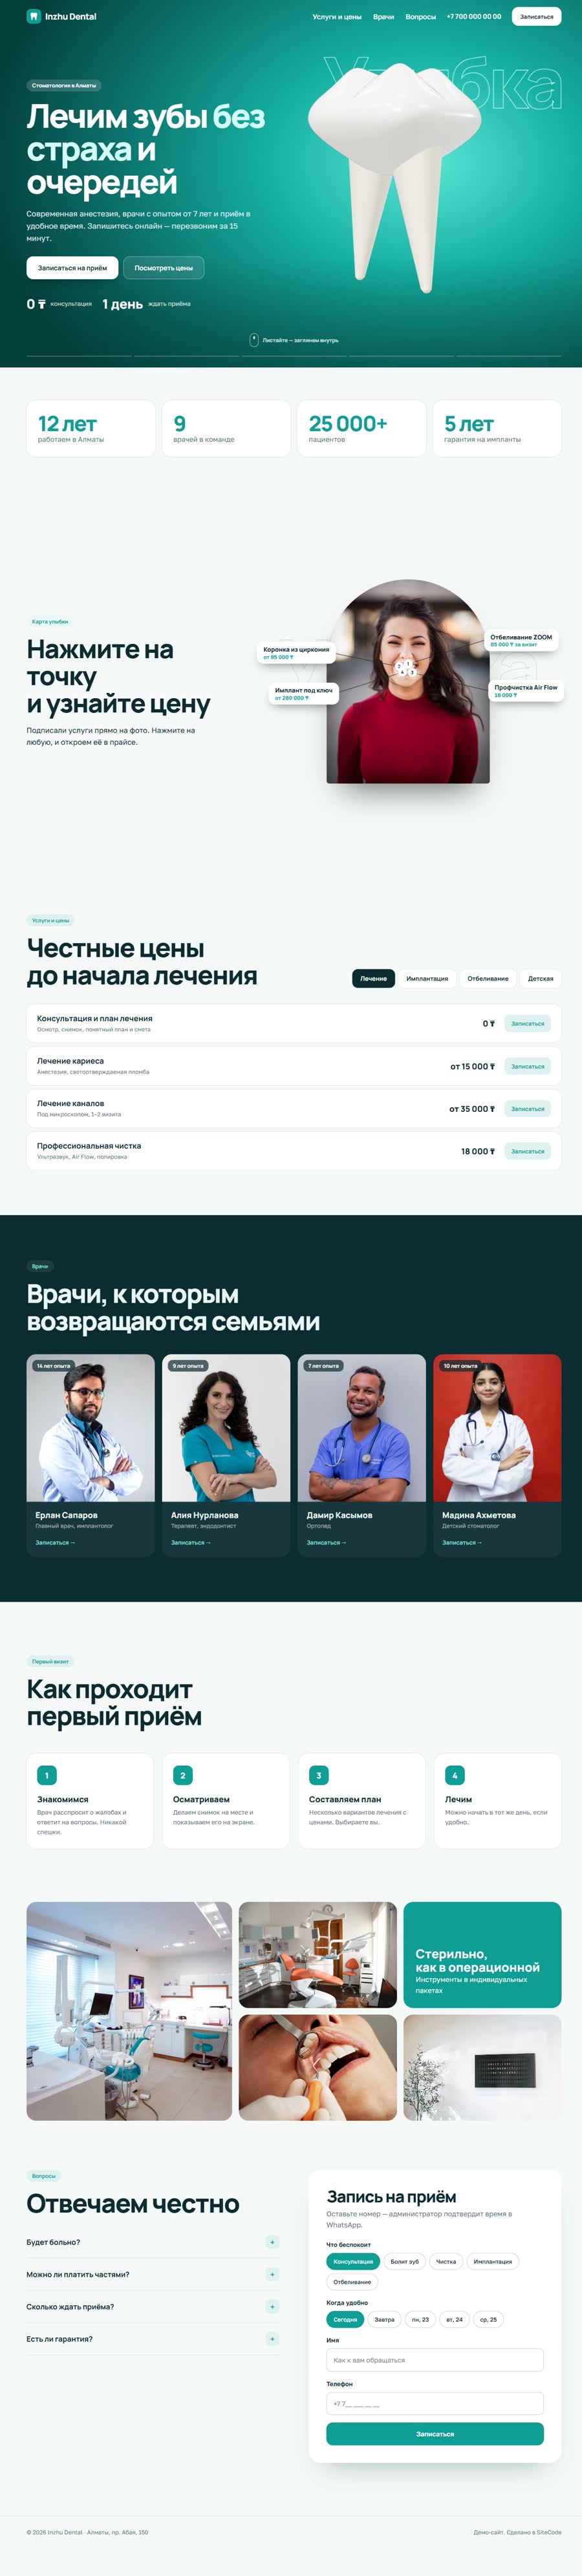 Inzhu Dental
Услуги и цены
Врачи
Вопросы
+7 700 000 00 00
Записаться
Стоматология в Алматы
Улыбка
Лечим зубы без
страха и
очередей
Современная анестезия, врачи с опытом от 7 лет и приём в
удобное время. Запишитесь онлайн — перезвоним за 15
минут.
Записаться на приём
Посмотреть цены
0 ₸ консультация
1 день ждать приёма
Листайте — заглянем внутрь
12 лет
работаем в Алматы
9
врачей в команде
25 000+
пациентов
5 лет
гарантия на импланты
Карта улыбки
Нажмите на
точку
и узнайте цену
Подписали услуги прямо на фото. Нажмите на
любую, и откроем её в прайсе.
Коронка из циркония
от 95 000 ₸
Имплант под ключ
от 280 000 ₸
Отбеливание ZOOM
85 000 ₸ за визит
Профчистка Air Flow
18 000 ₸
2
1
4
3
Услуги и цены
Честные цены
до начала лечения
Лечение
Имплантация
Отбеливание
Детская
Консультация и план лечения
Осмотр, снимок, понятный план и смета
0 ₸
Записаться
Лечение кариеса
Анестезия, светоотверждаемая пломба
от 15 000 ₸
Записаться
Лечение каналов
Под микроскопом, 1–2 визита
от 35 000 ₸
Записаться
Профессиональная чистка
Ультразвук, Air Flow, полировка
18 000 ₸
Записаться
Врачи
Врачи, к которым
возвращаются семьями
14 лет опыта
Ерлан Сапаров
Главный врач, имплантолог
Записаться →
9 лет опыта
Алия Нурланова
Терапевт, эндодонтист
Записаться →
7 лет опыта
Дамир Касымов
Ортопед
Записаться →
10 лет опыта
Мадина Ахметова
Детский стоматолог
Записаться →
Первый визит
Как проходит
первый приём
1
Знакомимся
Врач расспросит о жалобах и
ответит на вопросы. Никакой
спешки.
2
Осматриваем
Делаем снимок на месте и
показываем его на экране.
3
Составляем план
Несколько вариантов лечения с
ценами. Выбираете вы.
4
Лечим
Можно начать в тот же день, если
удобно.
Стерильно,
как в операционной
Инструменты в индивидуальных
пакетах
Вопросы
Отвечаем честно
Будет больно?
+
Можно ли платить частями?
+
Сколько ждать приёма?
+
Есть ли гарантия?
+
Запись на приём
Оставьте номер — администратор подтвердит время в
WhatsApp.
Что беспокоит
Консультация
Болит зуб
Чистка
Имплантация
Отбеливание
Когда удобно
Сегодня
Завтра
пн, 23
вт, 24
ср, 25
Имя
Как к вам обращаться
Телефон
+7 7__ ___ __ __
Записаться
© 2026 Inzhu Dental · Алматы, пр. Абая, 150
Демо-сайт. Сделано в SiteCode